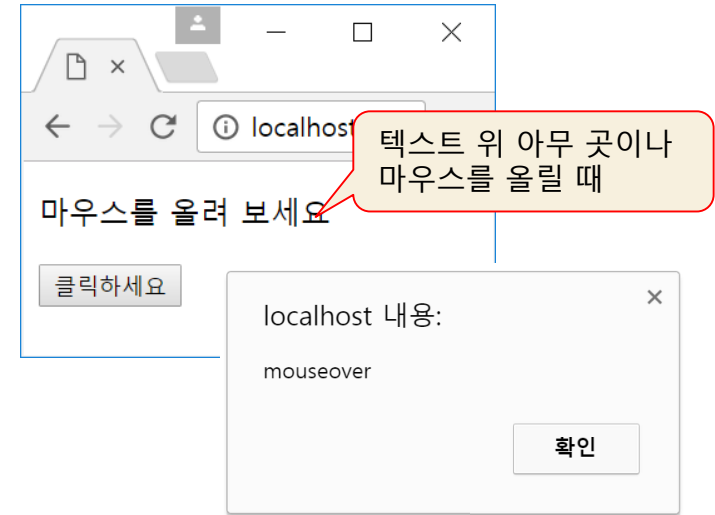 localhost
텍스트 위 아무 곳이나
마우스를 올릴 때
마우스를 올려 보세요
클릭하세요
localhost 내용:
mouseover
확인